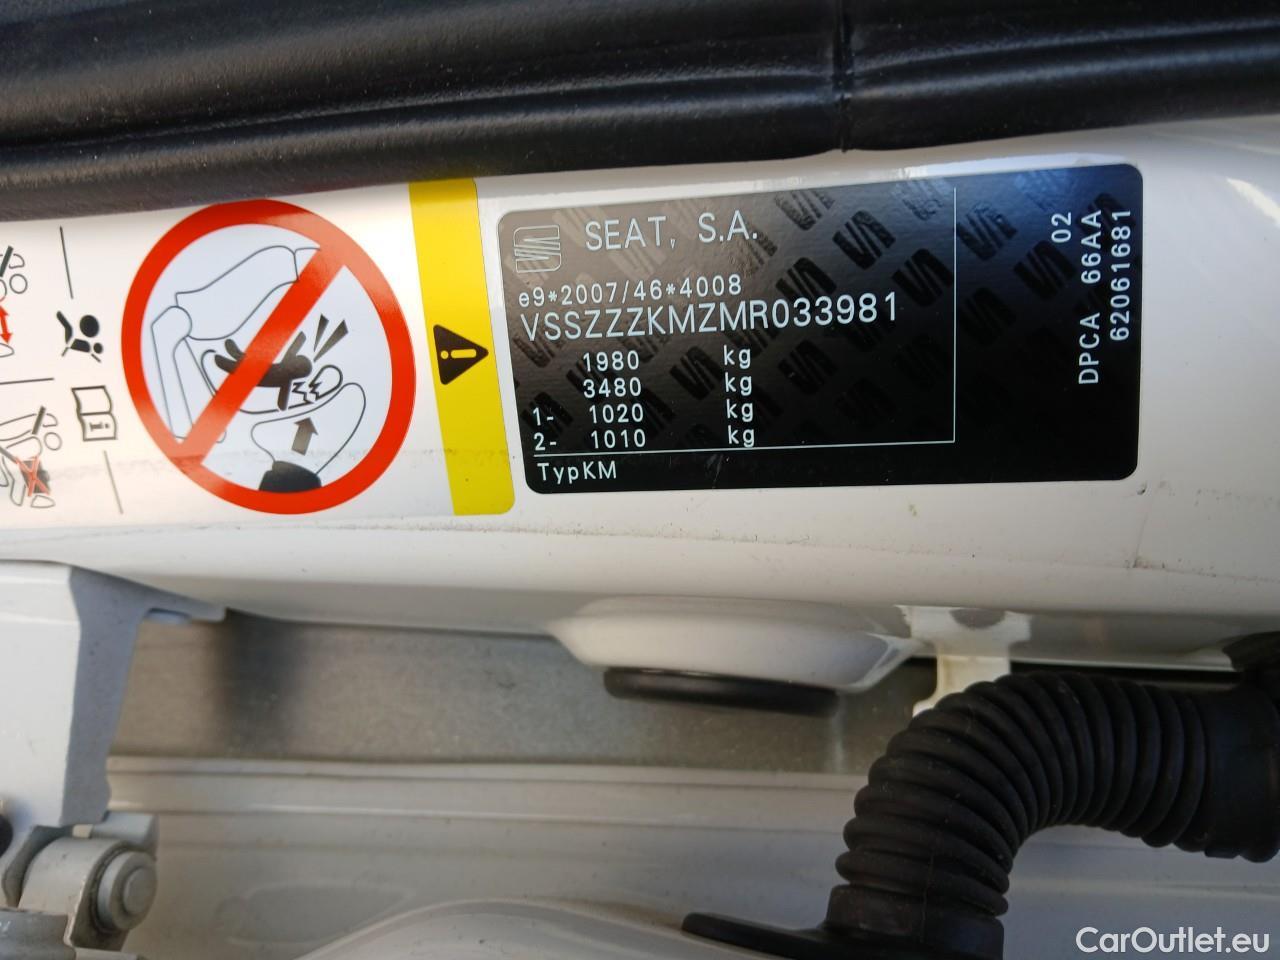 SEAT, S.A.
e9*2007/46*4008
VSSZZZKMZMR033981
1980 kg
3480 kg
1- 1020 kg
2- 1010 kg
TypKM
02
DPCA 66AA
62061681
CarOutlet.eu